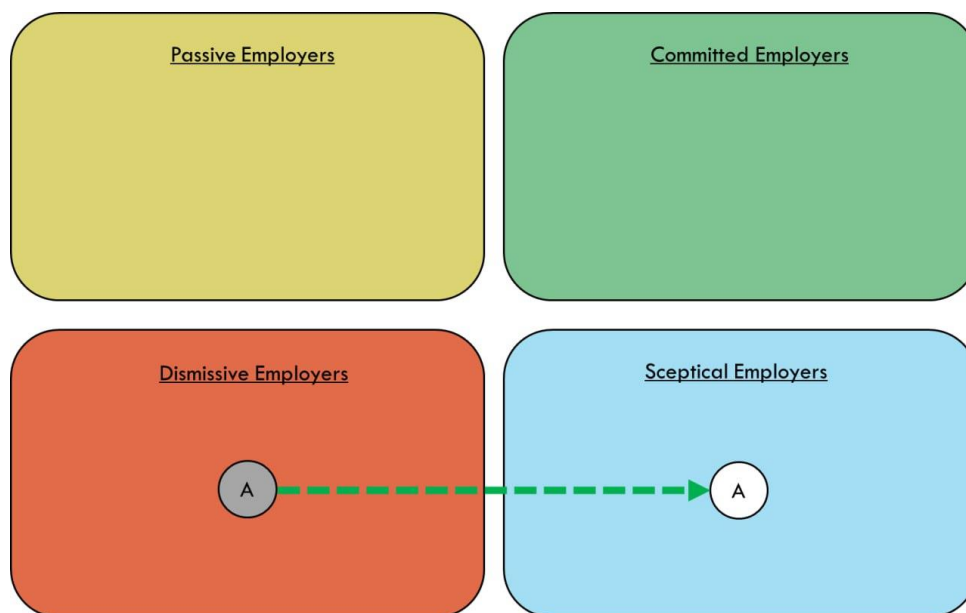 Passive Employers
Committed Employers
Dismissive Employers
Sceptical Employers
A
A